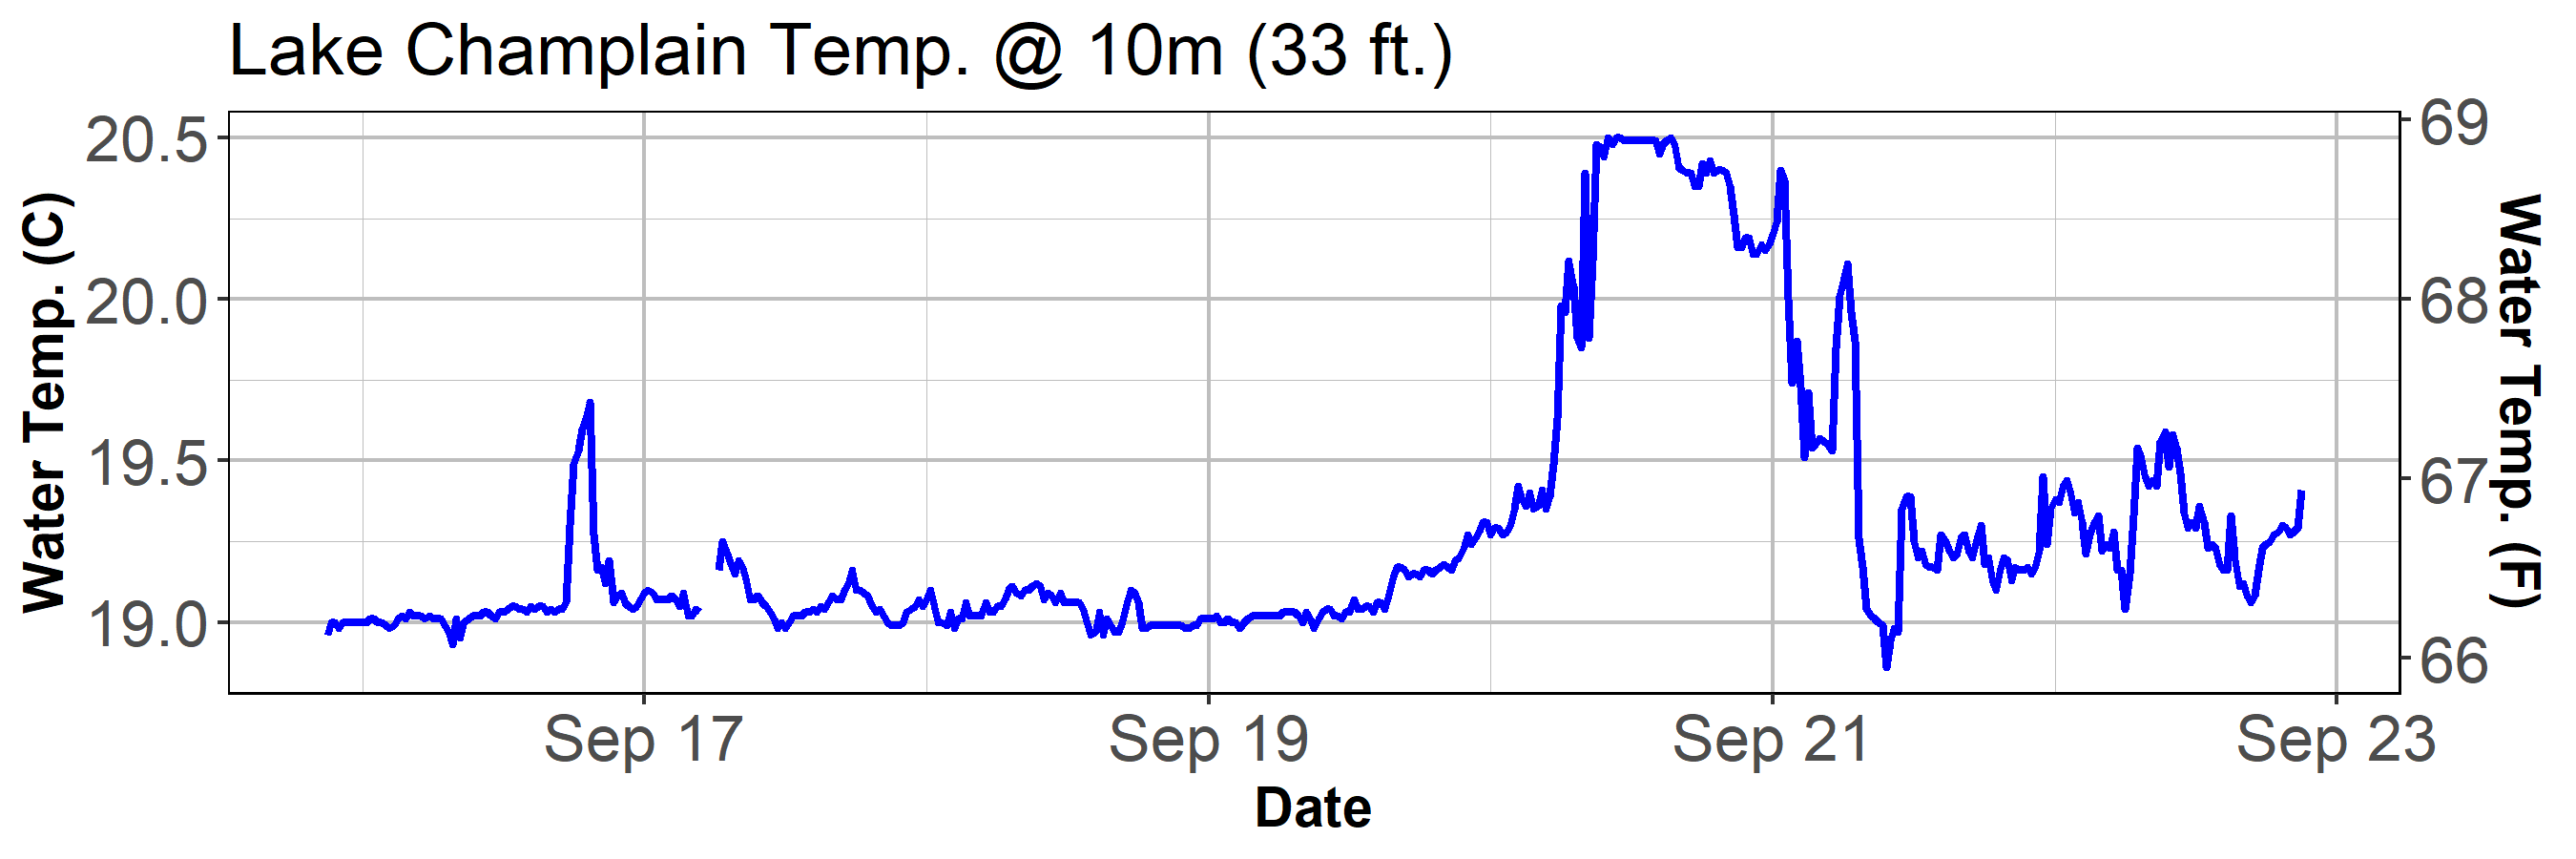 Lake Champlain Temp. @ 10m (33 ft.)
Water Temp. (C)
20.5
20.0
19.5
19.0
69
68
67
66
Water Temp. (F)
Sep 17
Sep 19
Sep 21
Sep 23
Date